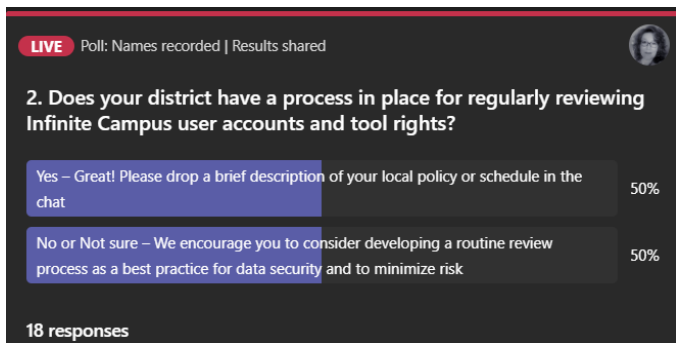 LIVE Poll: Names recorded | Results shared
2. Does your district have a process in place for regularly reviewing
Infinite Campus user accounts and tool rights?
Yes – Great! Please drop a brief description of your local policy or schedule in the
chat
50%
No or Not sure – We encourage you to consider developing a routine review
process as a best practice for data security and to minimize risk
50%
18 responses